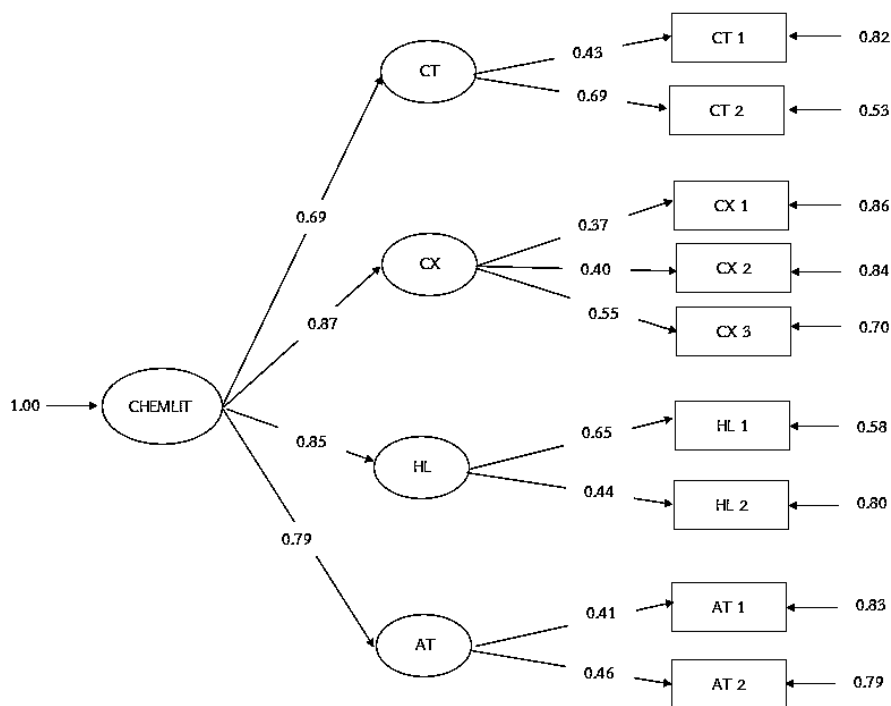 CT 1
0.82
0.43
CT
0.69
CT 2
0.53
0.69
CX 1
0.86
0.37
CX
0.40
CX 2
0.84
0.87
0.55
CX 3
0.70
1.00
CHEMLIT
0.85
HL 1
0.58
0.65
HL
0.44
HL 2
0.80
0.79
AT 1
0.83
0.41
AT
0.46
AT 2
0.79